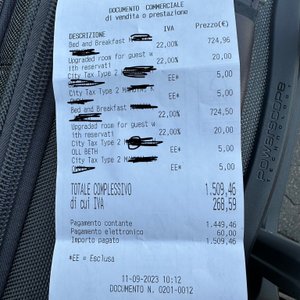 DOCUMENTO COMMERCIALE
di vendita o prestazione
DESCRIZIONE IVA Prezzo(€)
Bed and Breakfast 22,00% 724,96
Upgraded room for guest w 22,00% 20,00
ith reservati
City Tax Type 2 EE* 5,00
City Tax Type 2 EE* 5,00
Bed and Breakfast 22,00% 724,50
Upgraded room for guest w 22,00% 20,00
ith reservati
City Tax Type 2 EE* 5,00
OLL BETH
City Tax Type 2 EE* 5,00
TOTALE COMPLESSIVO 1.509,46
di cui IVA 268,59
Pagamento contante 1.449,46
Pagamento elettronico 60,00
Importo pagato 1.509,46
*EE = Esclusa
11-09-2023 10:12
DOCUMENTO N. 0201-0012